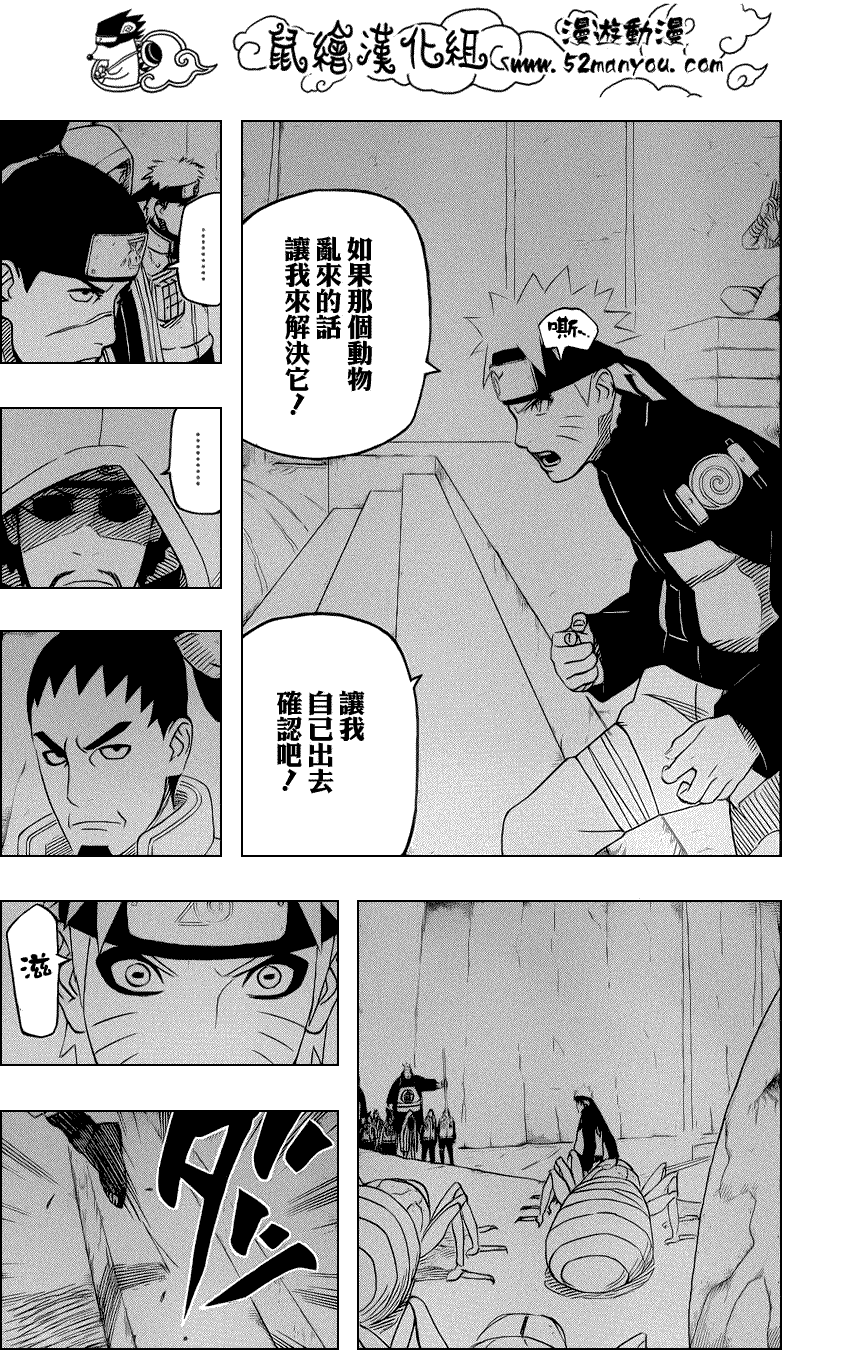 鼠繪漢化組
漫遊動漫
www.52manyou.com
如果那個動物
亂來的話
讓我來解決它！
嘶…
讓我
自己出去
確認吧！
………
………
滋
ダッ